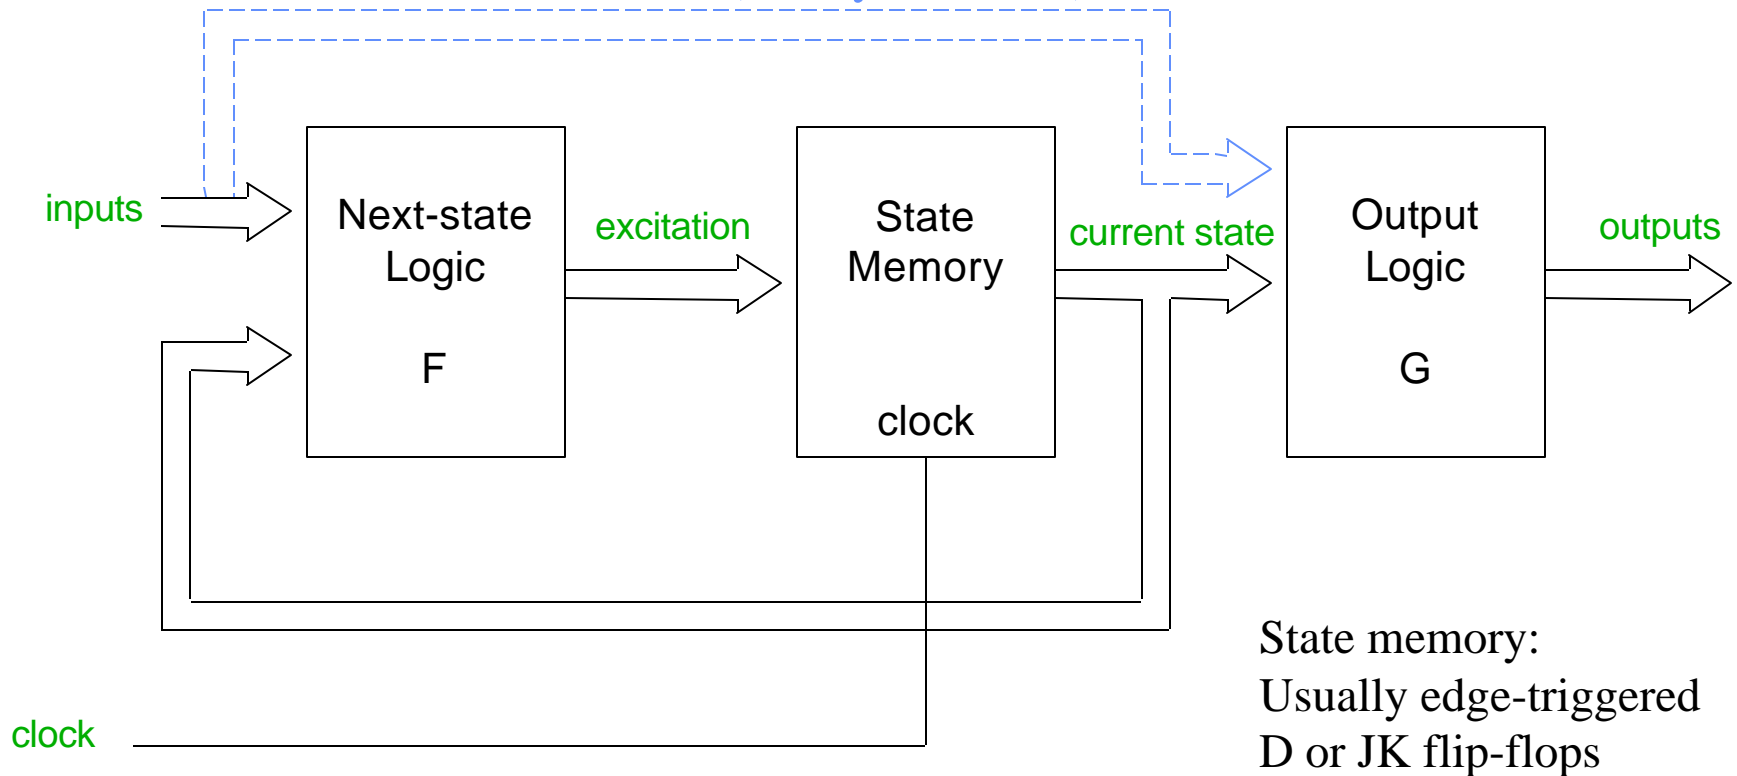 inputs
Next-state
Logic
F
excitation
State
Memory
clock
current state
Output
Logic
G
outputs
clock
State memory:
Usually edge-triggered
D or JK flip-flops